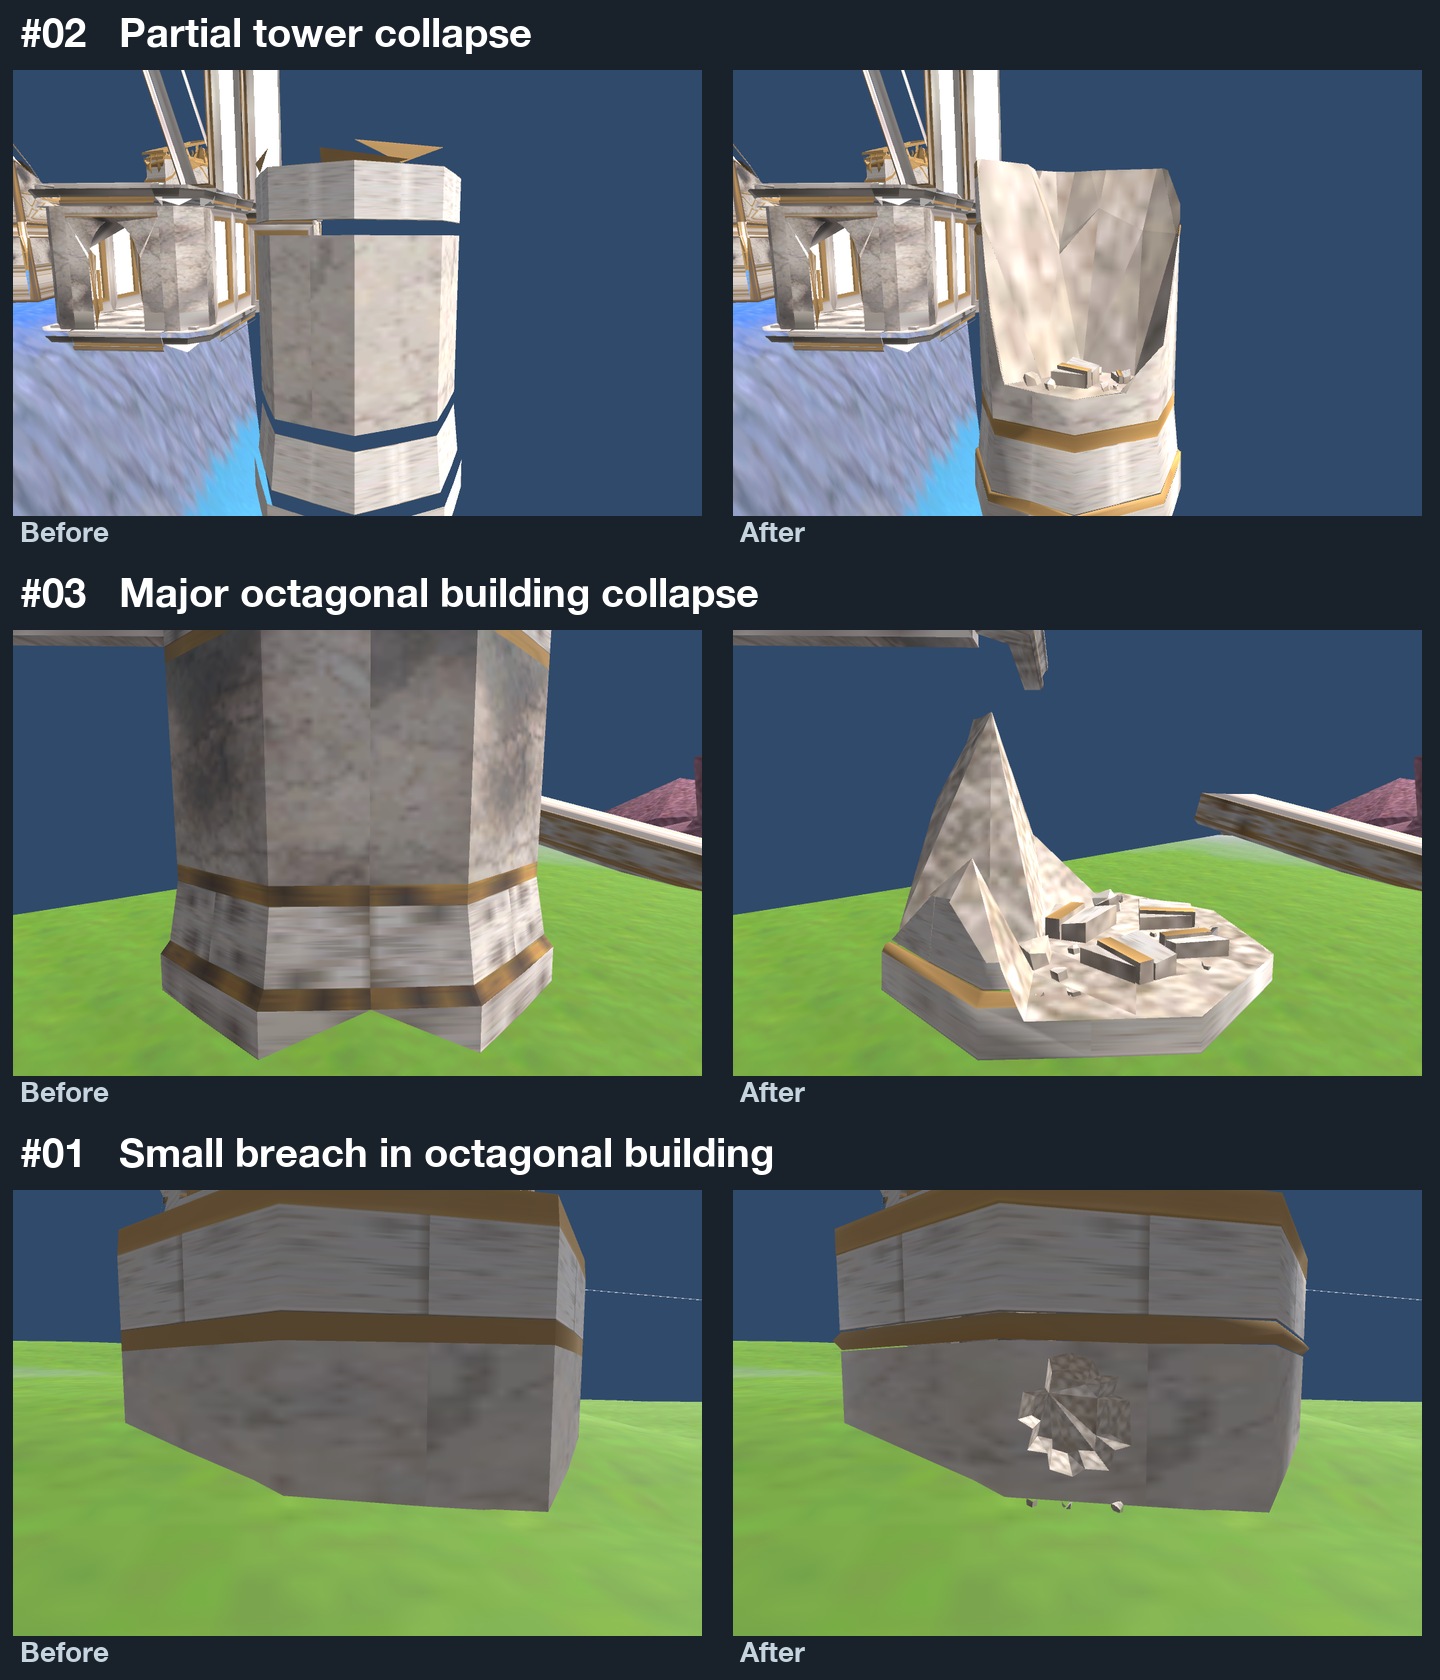 #02 Partial tower collapse
Before After
#03 Major octagonal building collapse
Before After
#01 Small breach in octagonal building
Before After